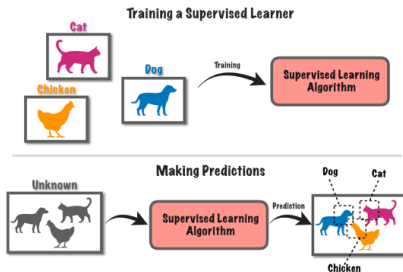 Training a Supervised Learner
Cat
Dog
Chicken
Training
Supervised Learning
Algorithm
Making Predictions
Unknown
Supervised Learning
Algorithm
Prediction
Dog
Cat
Chicken